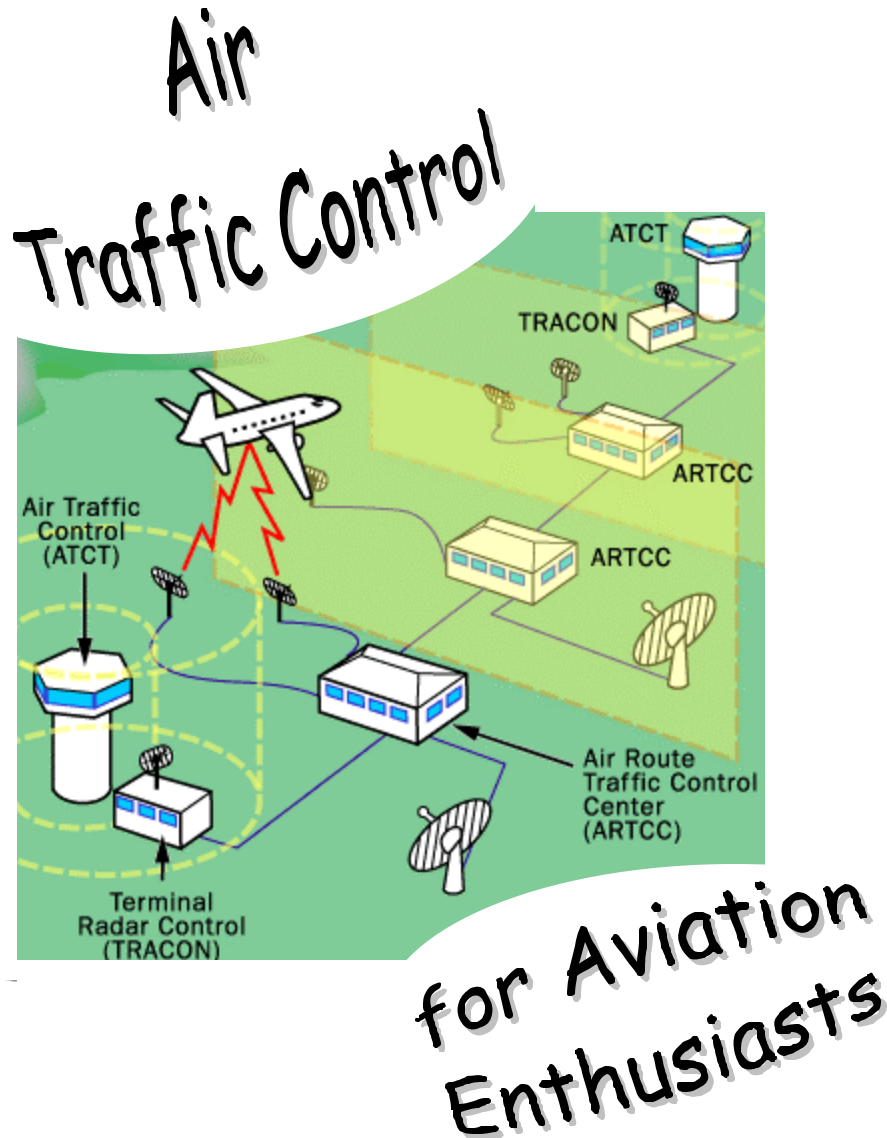 Air
Traffic Control
ATCT
TRACON
ARTCC
ARTCC
Air Traffic
Control
(ATCT)
Air Route
Traffic Control
Center
(ARTCC)
Terminal
Radar Control
(TRACON)
for Aviation
Enthusiasts